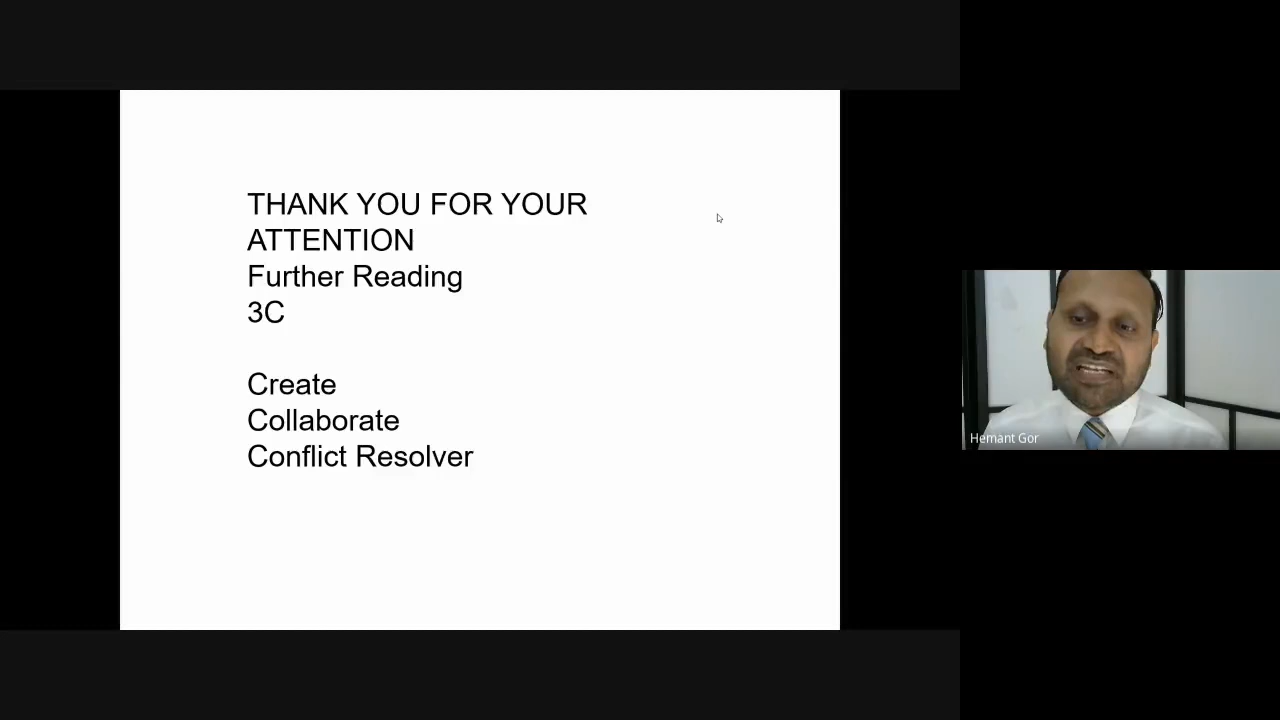 THANK YOU FOR YOUR
ATTENTION
Further Reading
3C
Create
Collaborate
Conflict Resolver
Hemant Gor